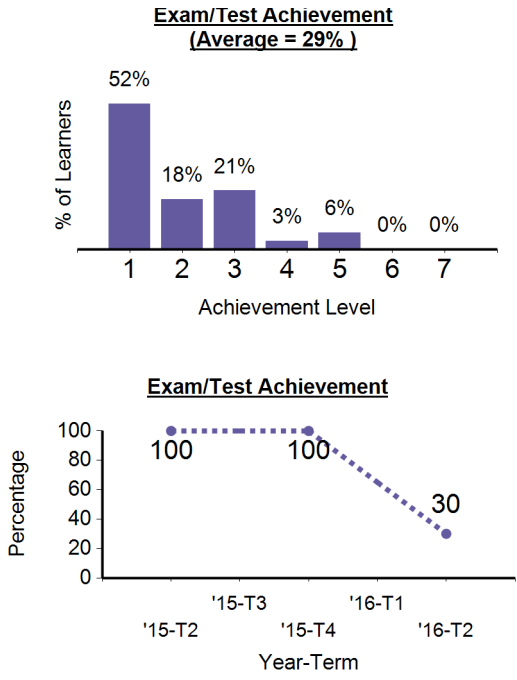 Exam/Test Achievement
(Average = 29% )
52%
18%
21%
3%
6%
0%
0%
% of Learners
1 2 3 4 5 6 7
Achievement Level
Exam/Test Achievement
100
80
60
40
20
0
Percentage
100
100
30
'15-T3
'16-T1
'15-T2
'15-T4
'16-T2
Year-Term